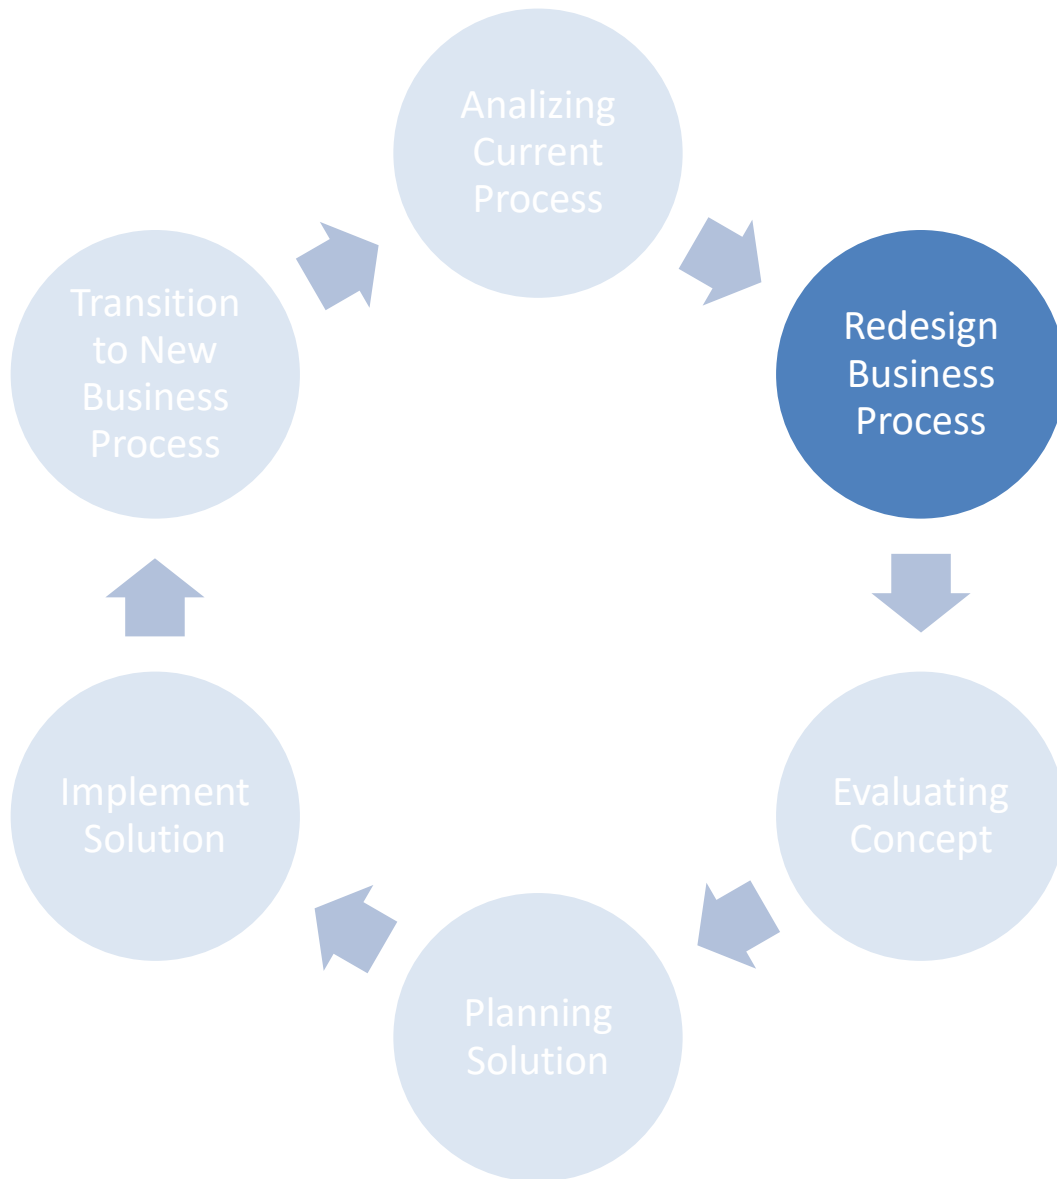 Analizing
Current
Process
Redesign
Business
Process
Evaluating
Concept
Planning
Solution
Implement
Solution
Transition
to New
Business
Process